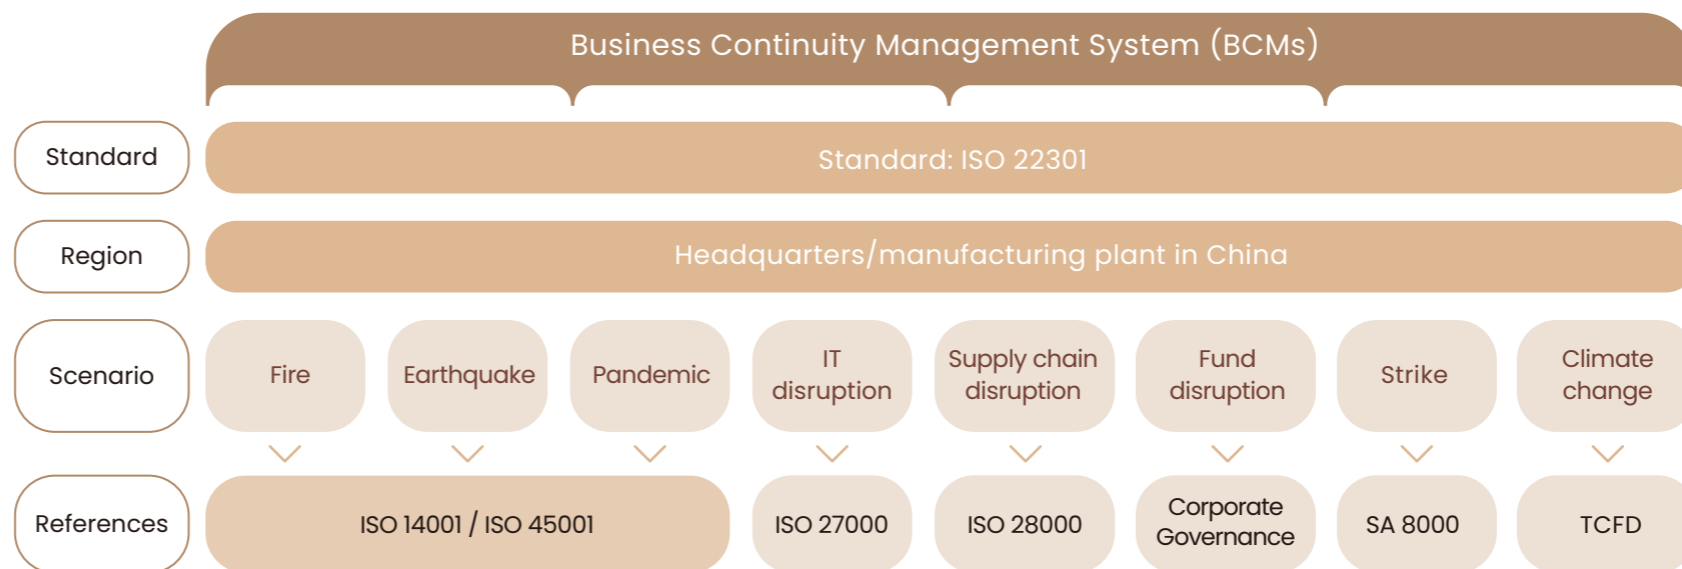 Business Continuity Management System (BCMs)
Standard
Standard: ISO 22301
Region
Headquarters/manufacturing plant in China
Scenario
Fire
Earthquake
Pandemic
IT
disruption
Supply chain
disruption
Fund
disruption
Strike
Climate
change
References
ISO 14001 / ISO 45001
ISO 27000
ISO 28000
Corporate
Governance
SA 8000
TCFD